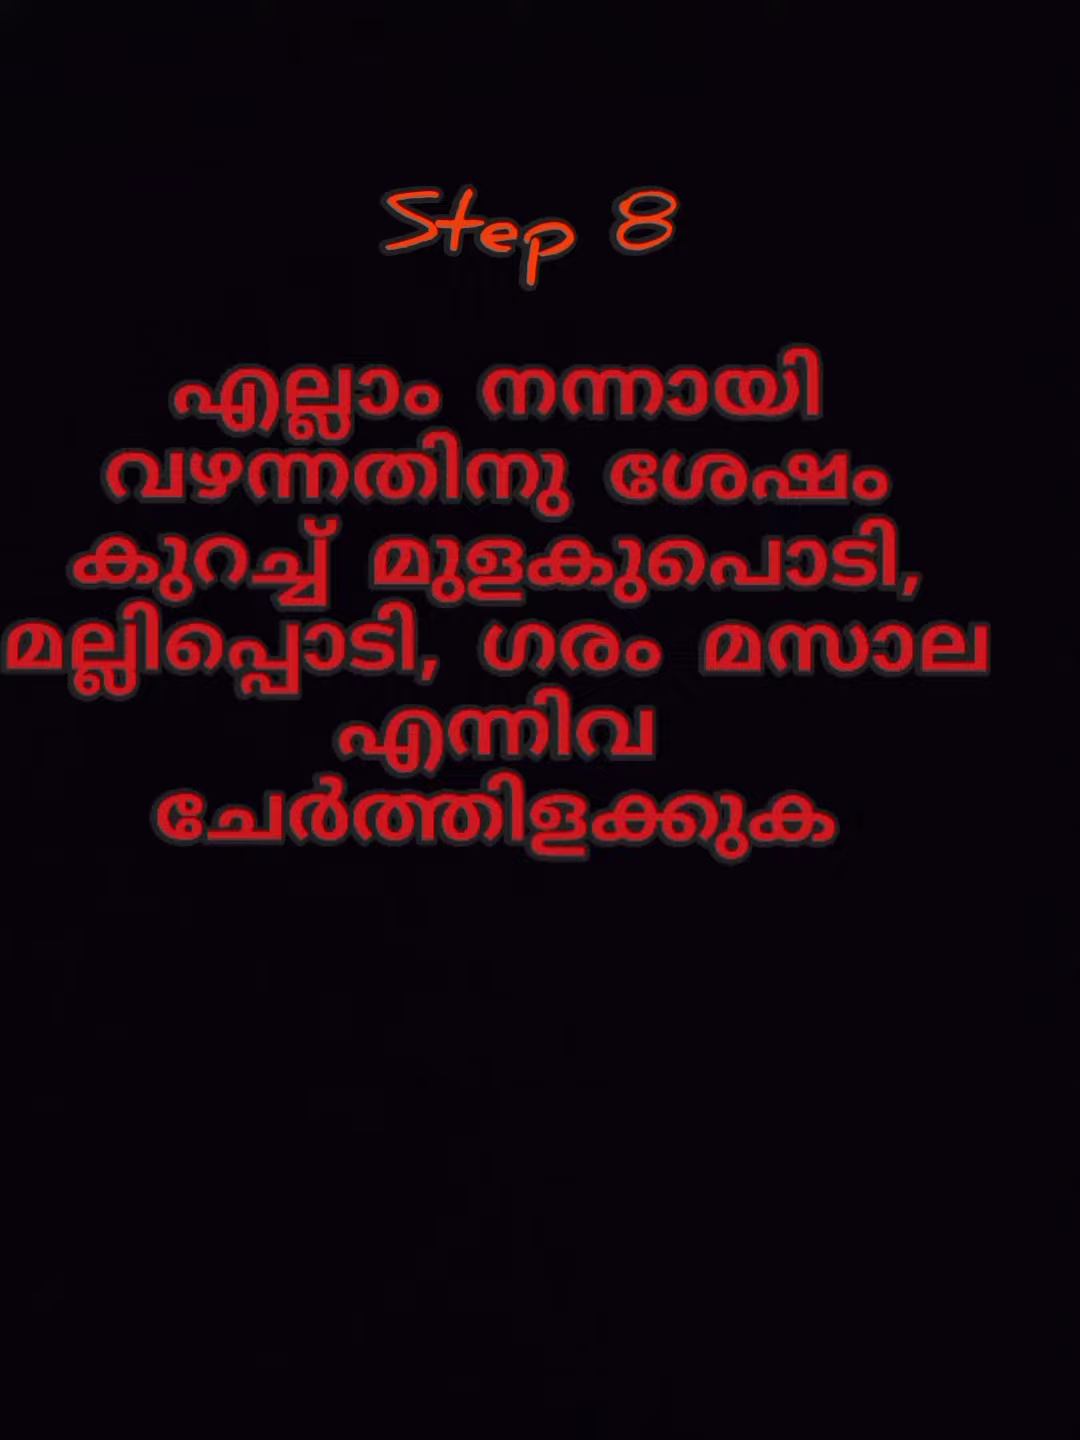 Step 8
എല്ലാം നന്നായി
വഴന്നതിനു ശേഷം
കുറച്ച് മുളകുപൊടി,
മല്ലിപ്പൊടി, ഗരം മസാല
എന്നിവ
ചേർത്തിളക്കുക